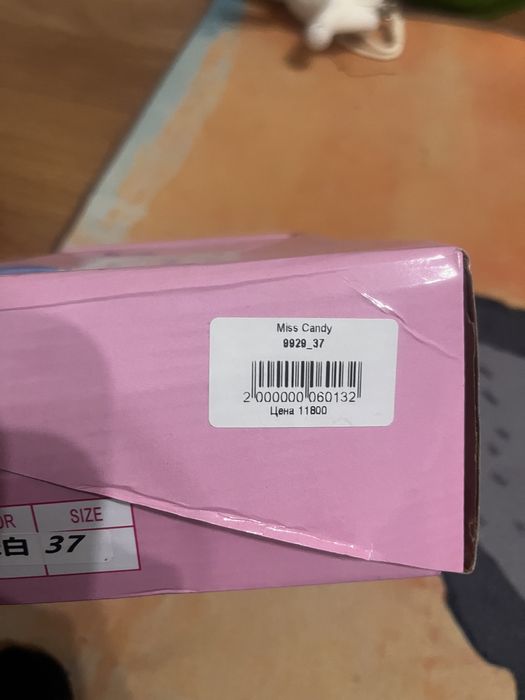 Miss Candy
9929_37
2 000000 060132
Цена 11800
OR SIZE
白 37